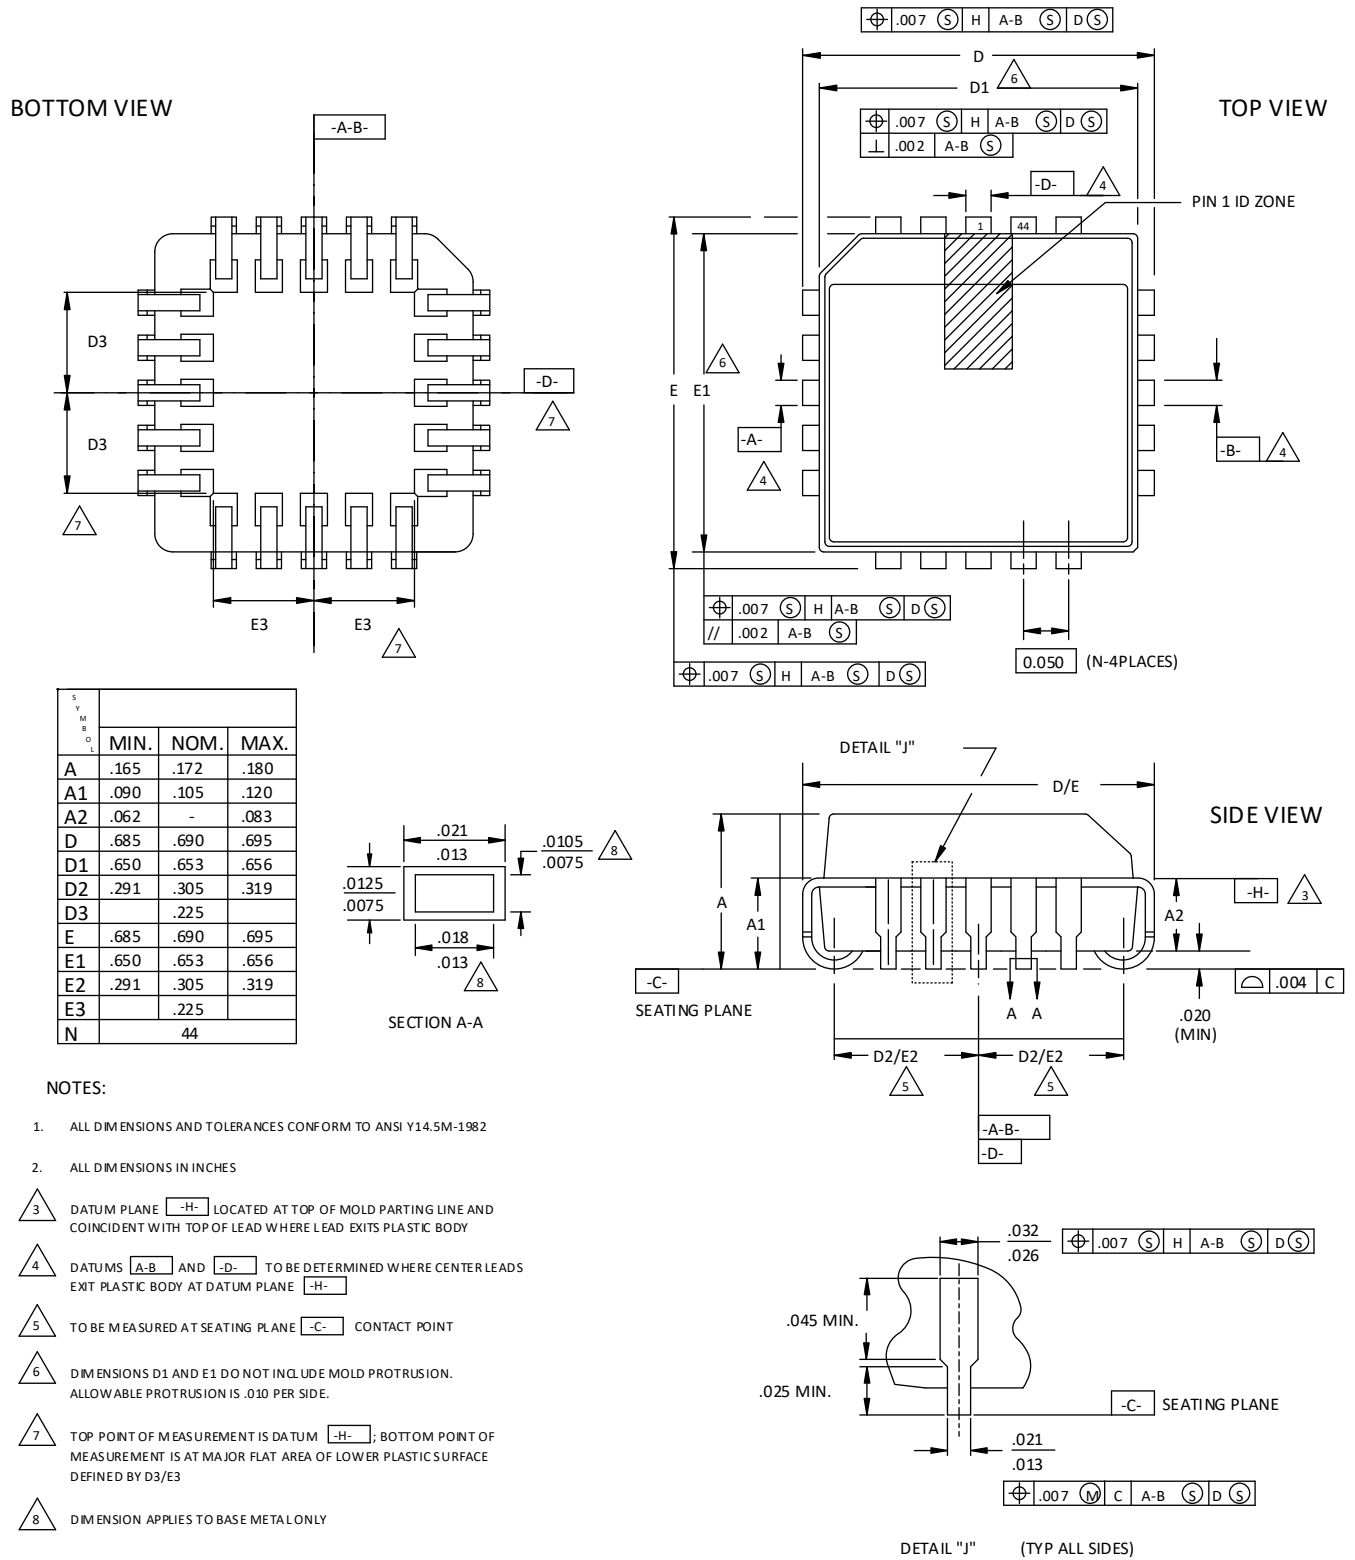 ⌖ .007 Ⓢ H A-B Ⓢ D Ⓢ
D
D1 6
BOTTOM VIEW
TOP VIEW
-A-B-
⌖ .007 Ⓢ H A-B Ⓢ D Ⓢ
⊥ .002 A-B Ⓢ
-D- 4
PIN 1 ID ZONE
1 44
D3
D3
7
-D-
7
E3 E3
7
E E1
6
-A-
4
-B- 4
⌖ .007 Ⓢ H A-B Ⓢ D Ⓢ
// .002 A-B Ⓢ
⌖ .007 Ⓢ H A-B Ⓢ D Ⓢ
0.050 (N-4PLACES)
SYMBOL MIN. NOM. MAX.
A .165 .172 .180
A1 .090 .105 .120
A2 .062 - .083
D .685 .690 .695
D1 .650 .653 .656
D2 .291 .305 .319
D3 .225
E .685 .690 .695
E1 .650 .653 .656
E2 .291 .305 .319
E3 .225
N 44
.021
.013
.0105
.0075
8
.0125
.0075
.018
.013
8
SECTION A-A
DETAIL "J"
D/E
SIDE VIEW
A
A1
A2
-H- 3
-C-
SEATING PLANE
A A
⌓ .004 C
.020
(MIN)
D2/E2 D2/E2
5 5
-A-B-
-D-
NOTES:
1. ALL DIMENSIONS AND TOLERANCES CONFORM TO ANSI Y14.5M-1982
2. ALL DIMENSIONS IN INCHES
3 DATUM PLANE -H- LOCATED AT TOP OF MOLD PARTING LINE AND
COINCIDENT WITH TOP OF LEAD WHERE LEAD EXITS PLASTIC BODY
4 DATUMS A-B AND -D- TO BE DETERMINED WHERE CENTER LEADS
EXIT PLASTIC BODY AT DATUM PLANE -H-
5 TO BE MEASURED AT SEATING PLANE -C- CONTACT POINT
6 DIMENSIONS D1 AND E1 DO NOT INCLUDE MOLD PROTRUSION.
ALLOWABLE PROTRUSION IS .010 PER SIDE.
7 TOP POINT OF MEASUREMENT IS DATUM -H- ; BOTTOM POINT OF
MEASUREMENT IS AT MAJOR FLAT AREA OF LOWER PLASTIC SURFACE
DEFINED BY D3/E3
8 DIMENSION APPLIES TO BASE METAL ONLY
.032
.026
⌖ .007 Ⓢ H A-B Ⓢ D Ⓢ
.045 MIN.
.025 MIN.
-C- SEATING PLANE
.021
.013
⌖ .007 Ⓜ C A-B Ⓢ D Ⓢ
DETAIL "J" (TYP ALL SIDES)